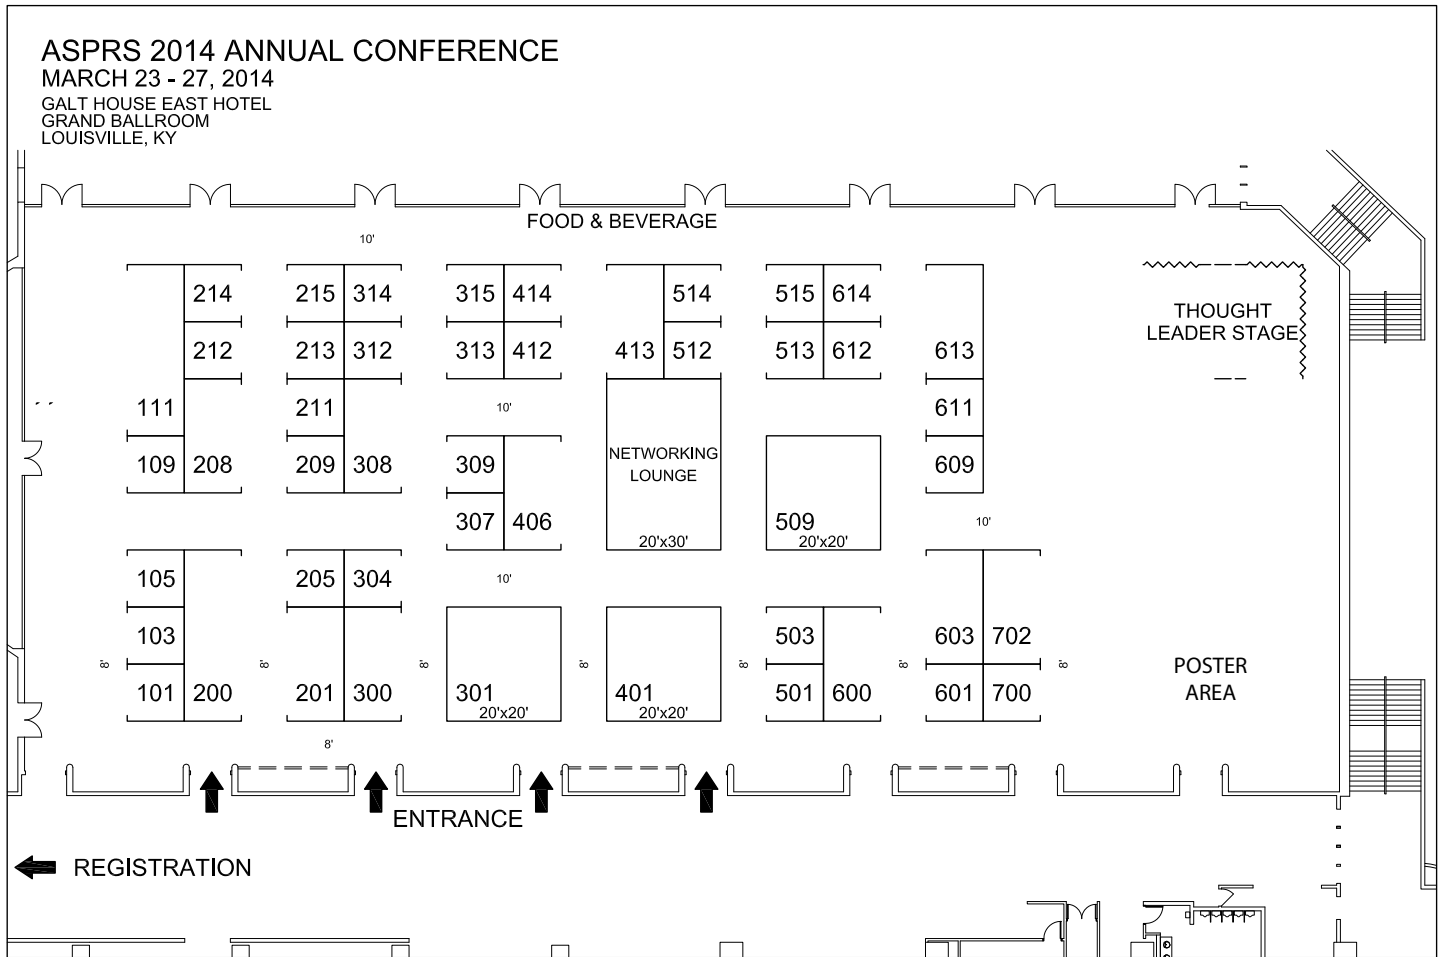 ASPRS 2014 ANNUAL CONFERENCE
MARCH 23 - 27, 2014
GALT HOUSE EAST HOTEL
GRAND BALLROOM
LOUISVILLE, KY
FOOD & BEVERAGE
10'
214 215 314 315 414 514 515 614
THOUGHT
LEADER STAGE
212 213 312 313 412 413 512 513 612 613
111 211 10' 611
109 208 209 308 309 609
NETWORKING
LOUNGE
20'x30'
307 406 509 10'
20'x20'
105 205 304 10'
103 503 603 702
8' 8' 8' 8' 8' 8' 8'
POSTER
AREA
101 200 201 300 301 401 501 600 601 700
20'x20' 20'x20'
8'
ENTRANCE
REGISTRATION